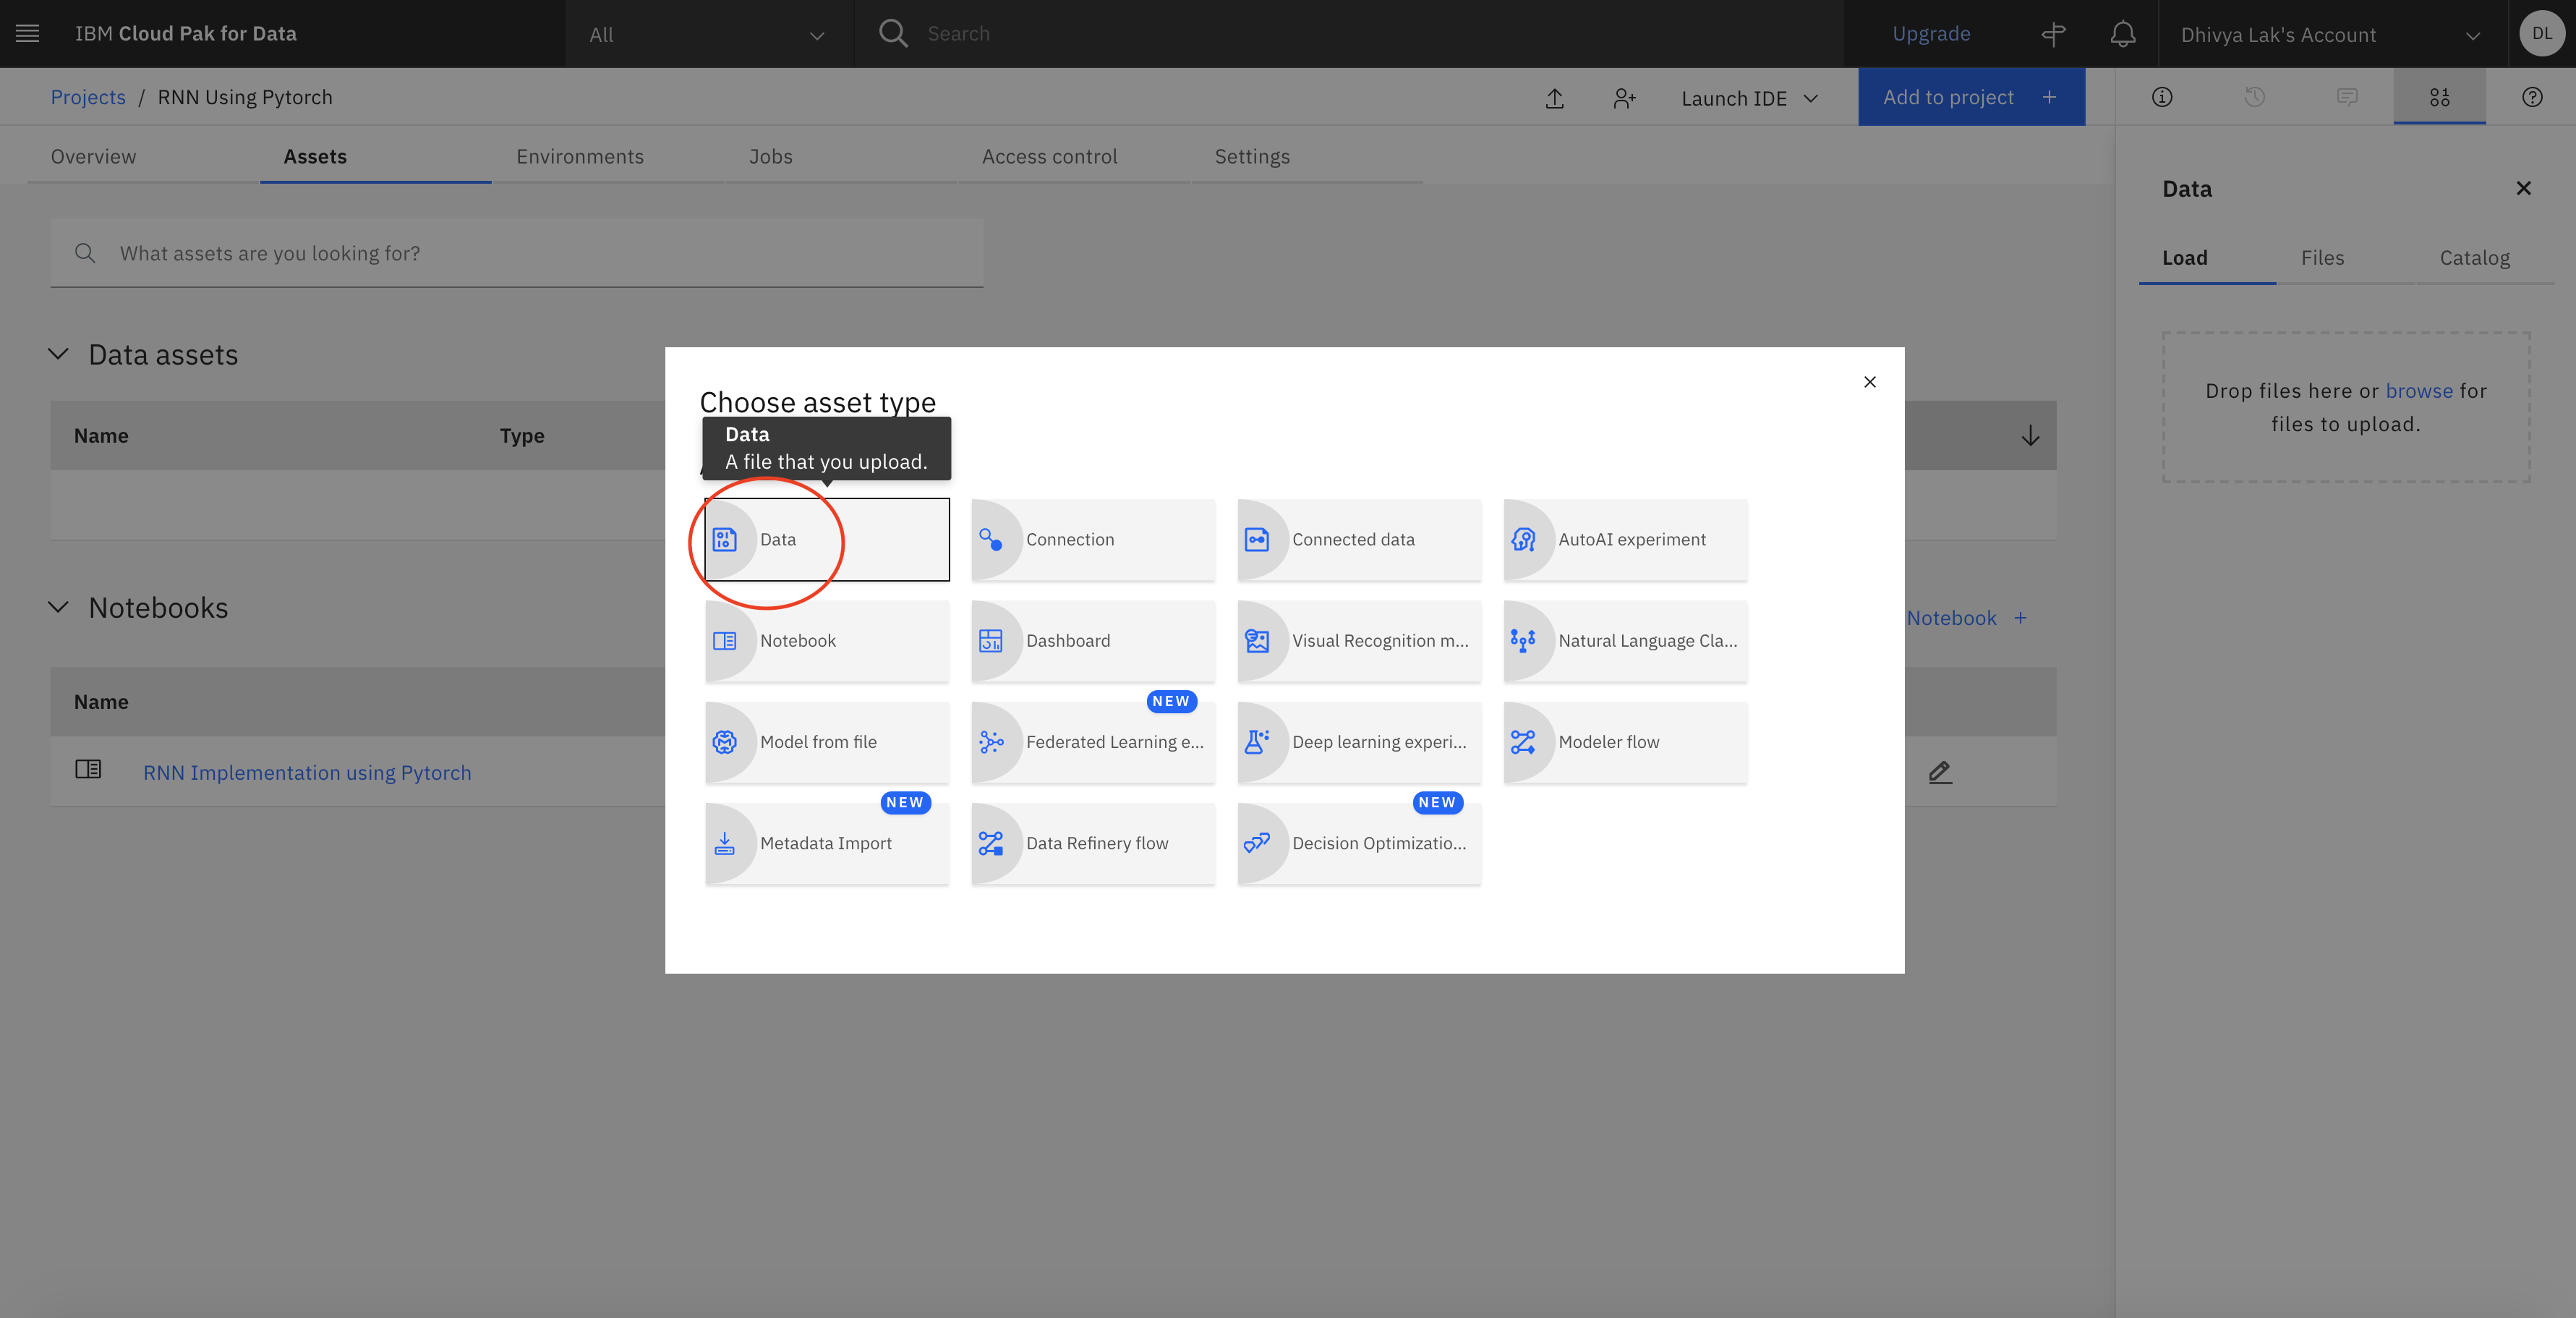 IBM Cloud Pak for Data
All
Search
Upgrade
Dhivya Lak's Account
DL
Projects / RNN Using Pytorch
Launch IDE
Add to project +
Overview
Assets
Environments
Jobs
Access control
Settings
What assets are you looking for?
Data assets
Name
Type
Notebooks
Notebook +
Name
RNN Implementation using Pytorch
Choose asset type
Data
A file that you upload.
Data
Connection
Connected data
AutoAI experiment
Notebook
Dashboard
Visual Recognition m...
Natural Language Cla...
Model from file
NEW
Federated Learning e...
Deep learning experi...
Modeler flow
NEW
Metadata Import
Data Refinery flow
NEW
Decision Optimizatio...
Data
Load
Files
Catalog
Drop files here or browse for
files to upload.